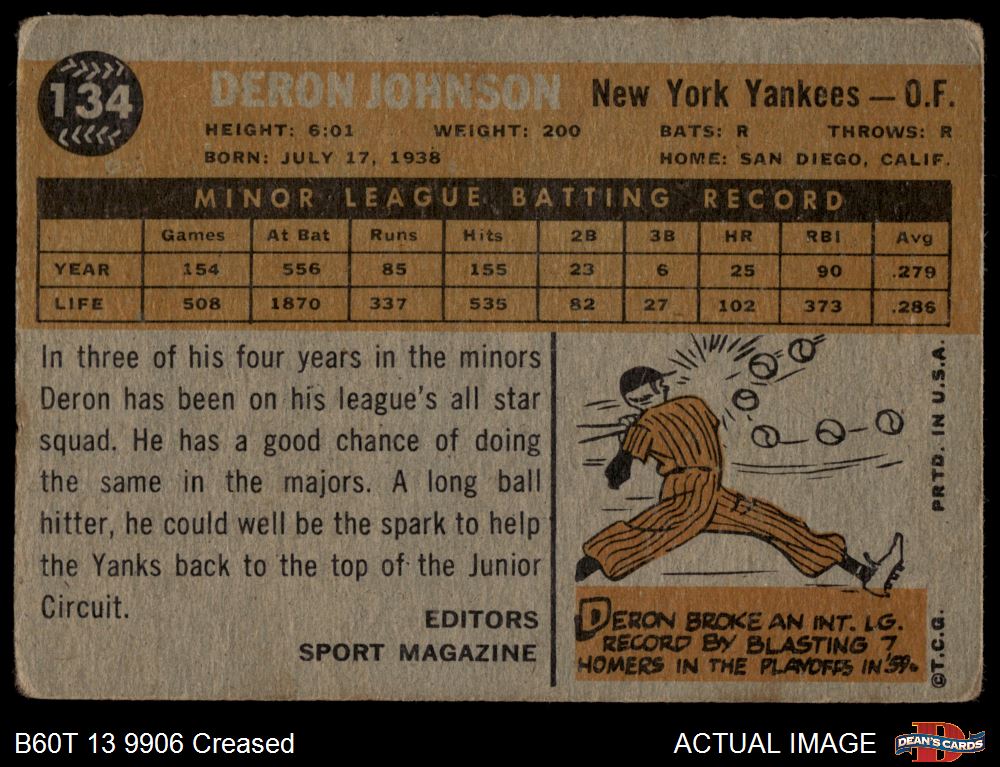 134
DERON JOHNSON New York Yankees — O.F.
HEIGHT: 6:01 WEIGHT: 200 BATS: R THROWS: R
BORN: JULY 17, 1938 HOME: SAN DIEGO, CALIF.
MINOR LEAGUE BATTING RECORD
Games At Bat Runs Hits 2B 3B HR RBI Avg
YEAR 154 556 85 155 23 6 25 90 .279
LIFE 508 1870 337 535 82 27 102 373 .286
In three of his four years in the minors
Deron has been on his league's all star
squad. He has a good chance of doing
the same in the majors. A long ball
hitter, he could well be the spark to help
the Yanks back to the top of the Junior
Circuit.
EDITORS
SPORT MAGAZINE
DERON BROKE AN INT. LG.
RECORD BY BLASTING 7
HOMERS IN THE PLAYOFFS IN '59.
©T.C.G. PRTD. IN U.S.A.
B60T 13 9906 Creased ACTUAL IMAGE
D
DEAN'S CARDS